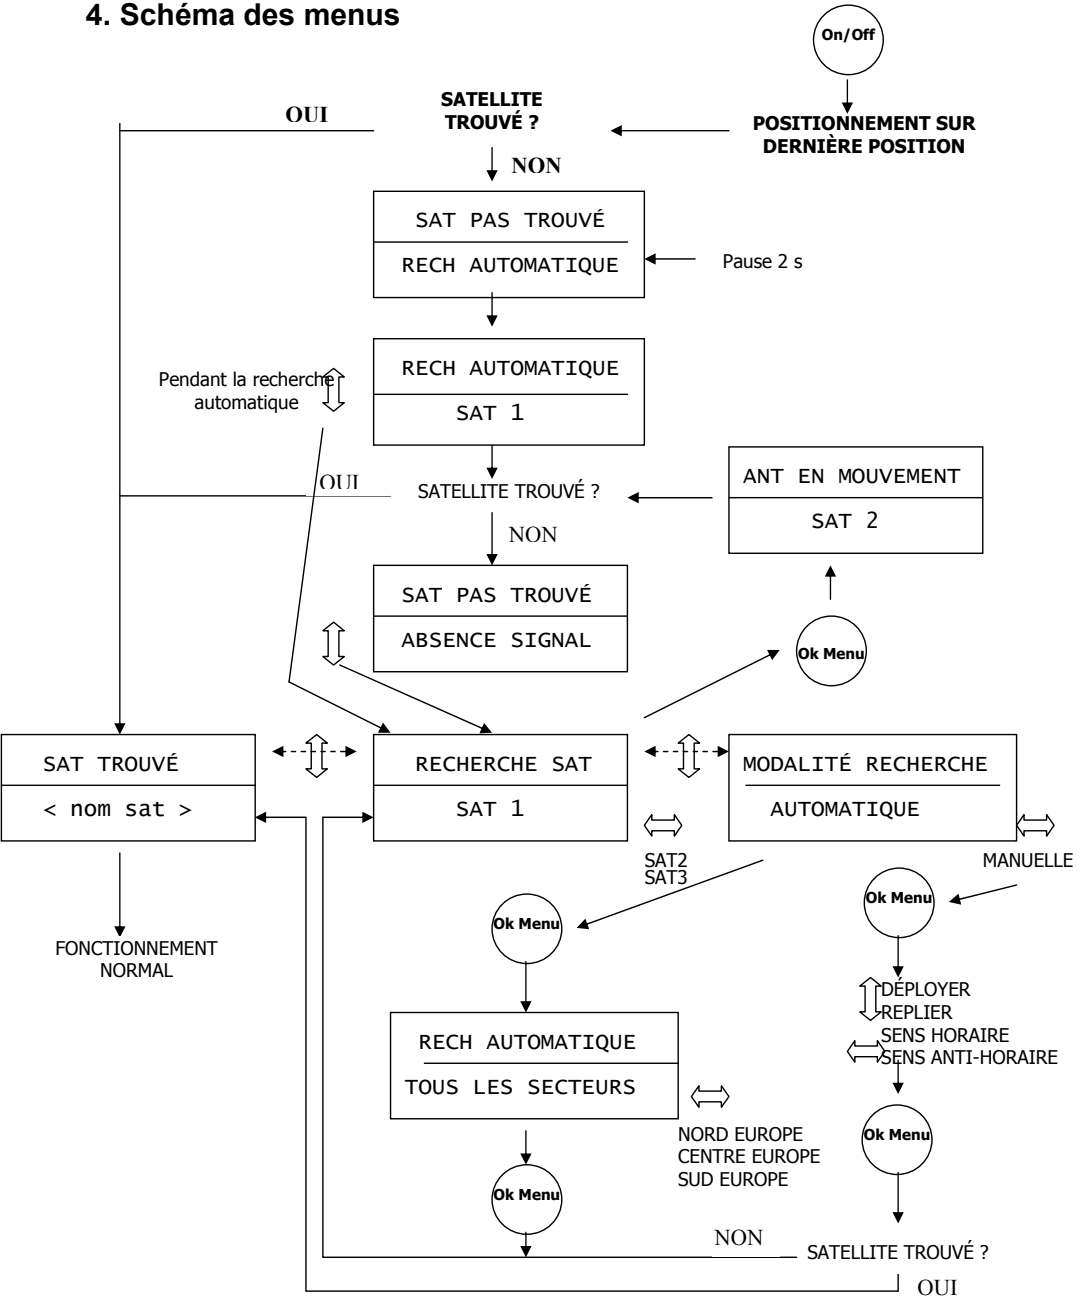 4. Schéma des menus
On/Off
OUI
SATELLITE
TROUVÉ ?
POSITIONNEMENT SUR
DERNIÈRE POSITION
NON
SAT PAS TROUVÉ
RECH AUTOMATIQUE
Pause 2 s
RECH AUTOMATIQUE
SAT 1
Pendant la recherche
automatique
OUI
SATELLITE TROUVÉ ?
ANT EN MOUVEMENT
SAT 2
NON
SAT PAS TROUVÉ
ABSENCE SIGNAL
Ok Menu
SAT TROUVÉ
< nom sat >
RECHERCHE SAT
SAT 1
MODALITÉ RECHERCHE
AUTOMATIQUE
SAT2
SAT3
MANUELLE
Ok Menu
Ok Menu
FONCTIONNEMENT
NORMAL
DÉPLOYER
REPLIER
SENS HORAIRE
SENS ANTI-HORAIRE
RECH AUTOMATIQUE
TOUS LES SECTEURS
NORD EUROPE
CENTRE EUROPE
SUD EUROPE
Ok Menu
Ok Menu
NON
SATELLITE TROUVÉ ?
OUI